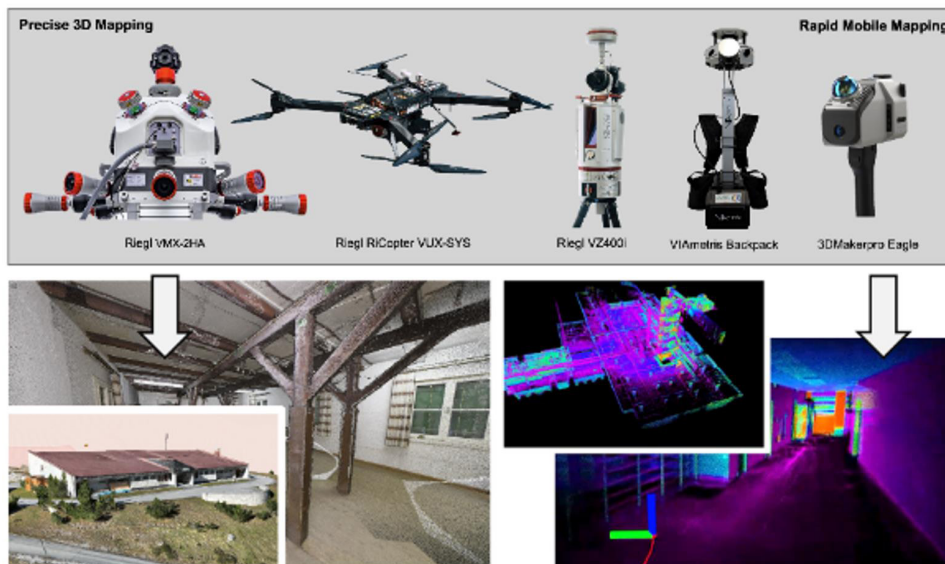 Precise 3D Mapping
Rapid Mobile Mapping
Riegl VMX-2HA
Riegl RiCopter VUX-SYS
Riegl VZ400i
VIAmetris Backpack
3DMakerpro Eagle